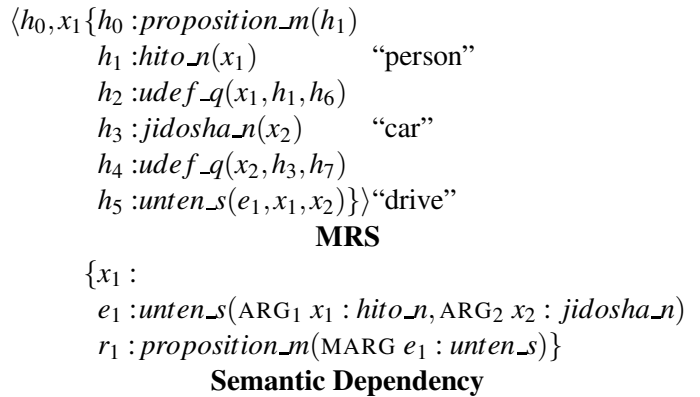 ⟨h₀,x₁{h₀ :proposition_m(h₁)
h₁ :hito_n(x₁) “person”
h₂ :udef_q(x₁,h₁,h₆)
h₃ :jidosha_n(x₂) “car”
h₄ :udef_q(x₂,h₃,h₇)
h₅ :unten_s(e₁,x₁,x₂)}⟩“drive”
MRS
{x₁ :
e₁ :unten_s(ARG₁ x₁ : hito_n,ARG₂ x₂ : jidosha_n)
r₁ :proposition_m(MARG e₁ : unten_s)}
Semantic Dependency